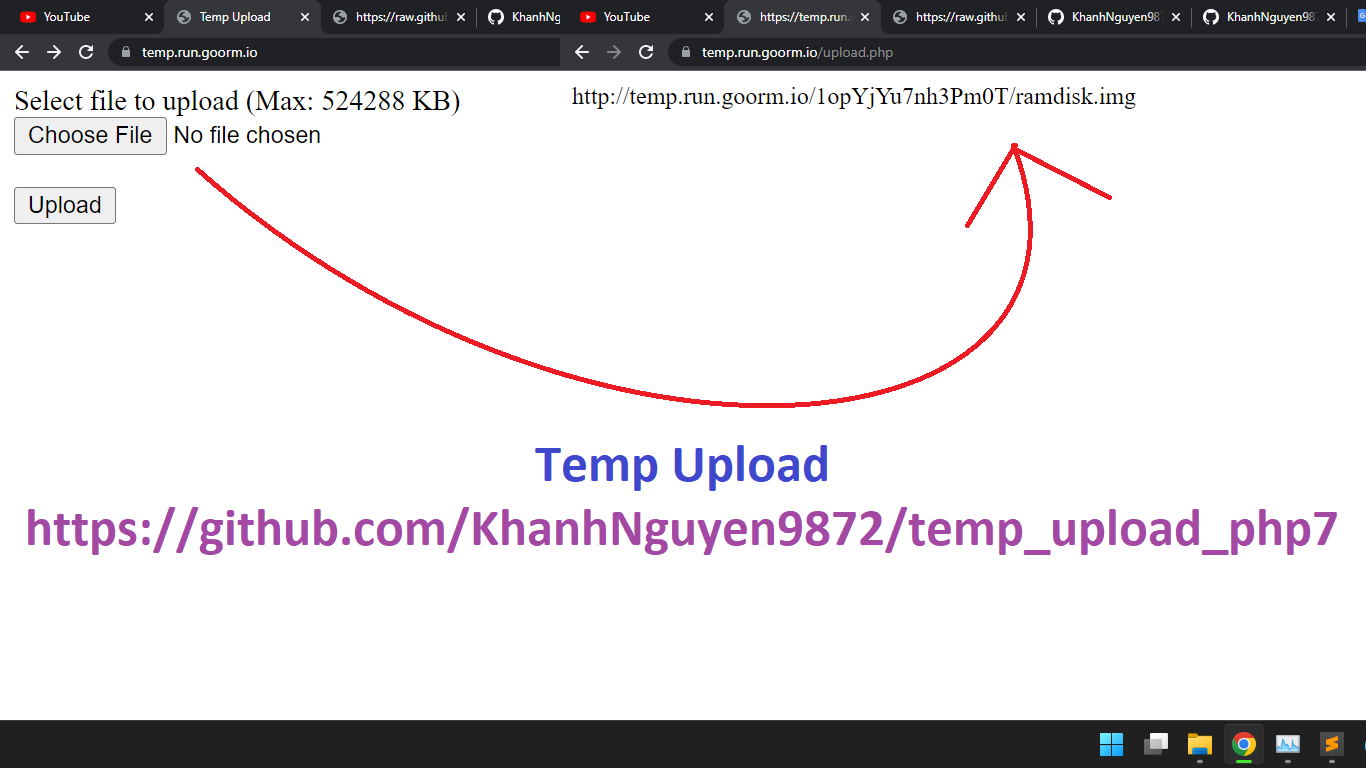 YouTube
Temp Upload
https://raw.githu
KhanhNg
YouTube
https://temp.run.
https://raw.githu
KhanhNguyen98
KhanhNguyen98
temp.run.goorm.io
temp.run.goorm.io/upload.php
Select file to upload (Max: 524288 KB)
Choose File No file chosen
Upload
http://temp.run.goorm.io/1opYjYu7nh3Pm0T/ramdisk.img
Temp Upload
https://github.com/KhanhNguyen9872/temp_upload_php7